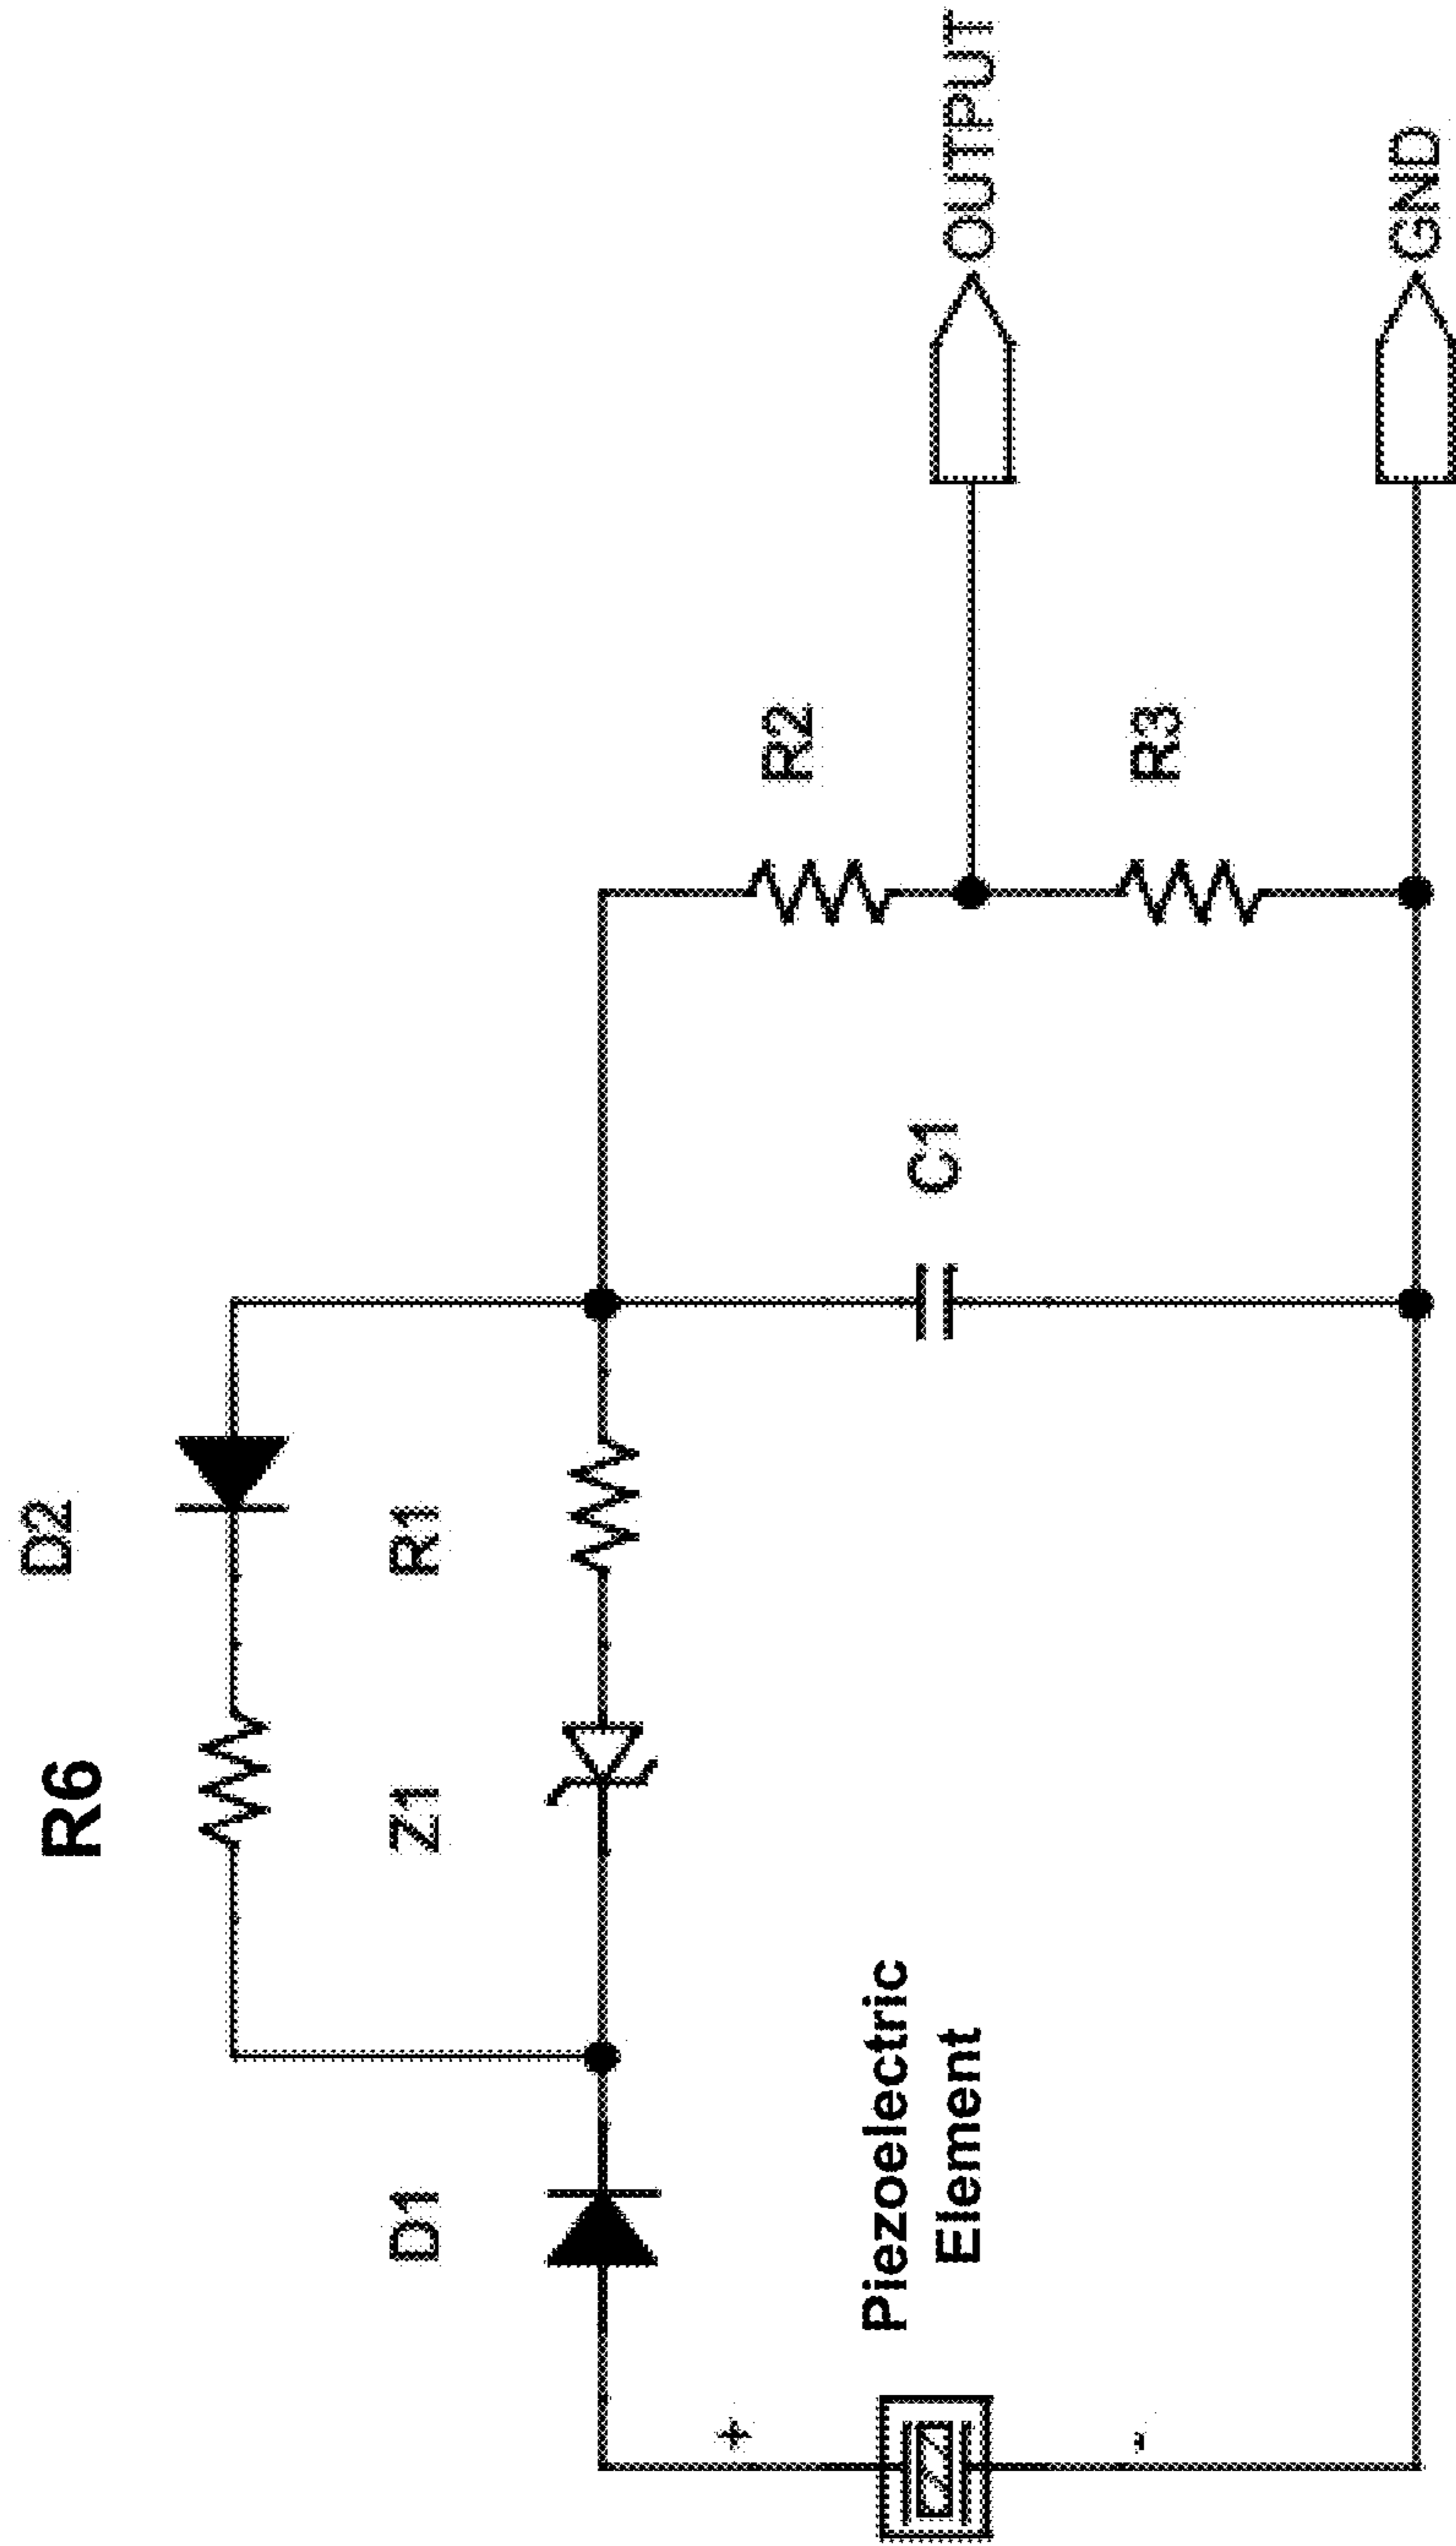 R6
D2
D1
Z1
R1
+
Piezoelectric
Element
-
C1
R2
R3
OUTPUT
GND